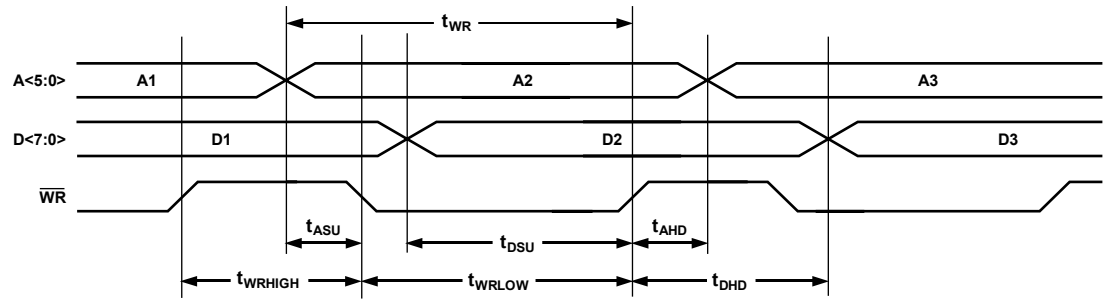 tWR
A<5:0> A1 A2 A3
D<7:0> D1 D2 D3
WR
tASU tDSU tAHD
tWRHIGH tWRLOW tDHD